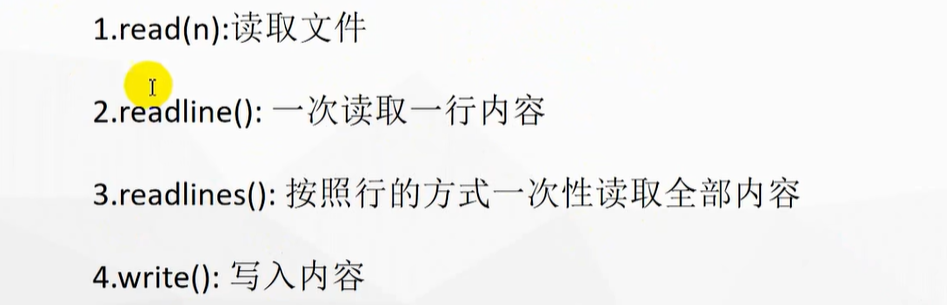 1.read(n):读取文件
2.readline(): 一次读取一行内容
3.readlines(): 按照行的方式一次性读取全部内容
4.write(): 写入内容